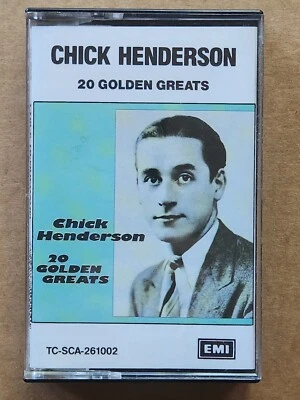 CHICK HENDERSON
20 GOLDEN GREATS
Chick
Henderson
20
GOLDEN
GREATS
TC-SCA-261002
EMI